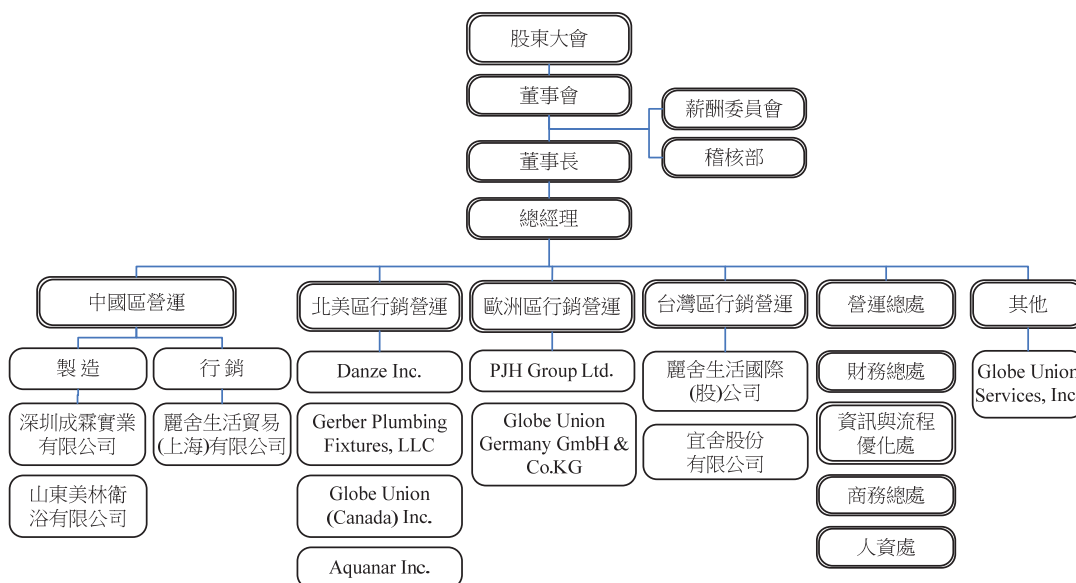 股東大會
董事會
薪酬委員會
稽核部
董事長
總經理
中國區營運
北美區行銷營運
歐洲區行銷營運
台灣區行銷營運
營運總處
其他
製造
行銷
深圳成霖實業
有限公司
山東美林衛
浴有限公司
麗舍生活貿易
(上海)有限公司
Danze Inc.
Gerber Plumbing
Fixtures, LLC
Globe Union
(Canada) Inc.
Aquanar Inc.
PJH Group Ltd.
Globe Union
Germany GmbH &
Co.KG
麗舍生活國際
(股)公司
宜舍股份
有限公司
財務總處
資訊與流程
優化處
商務總處
人資處
Globe Union
Services, Inc